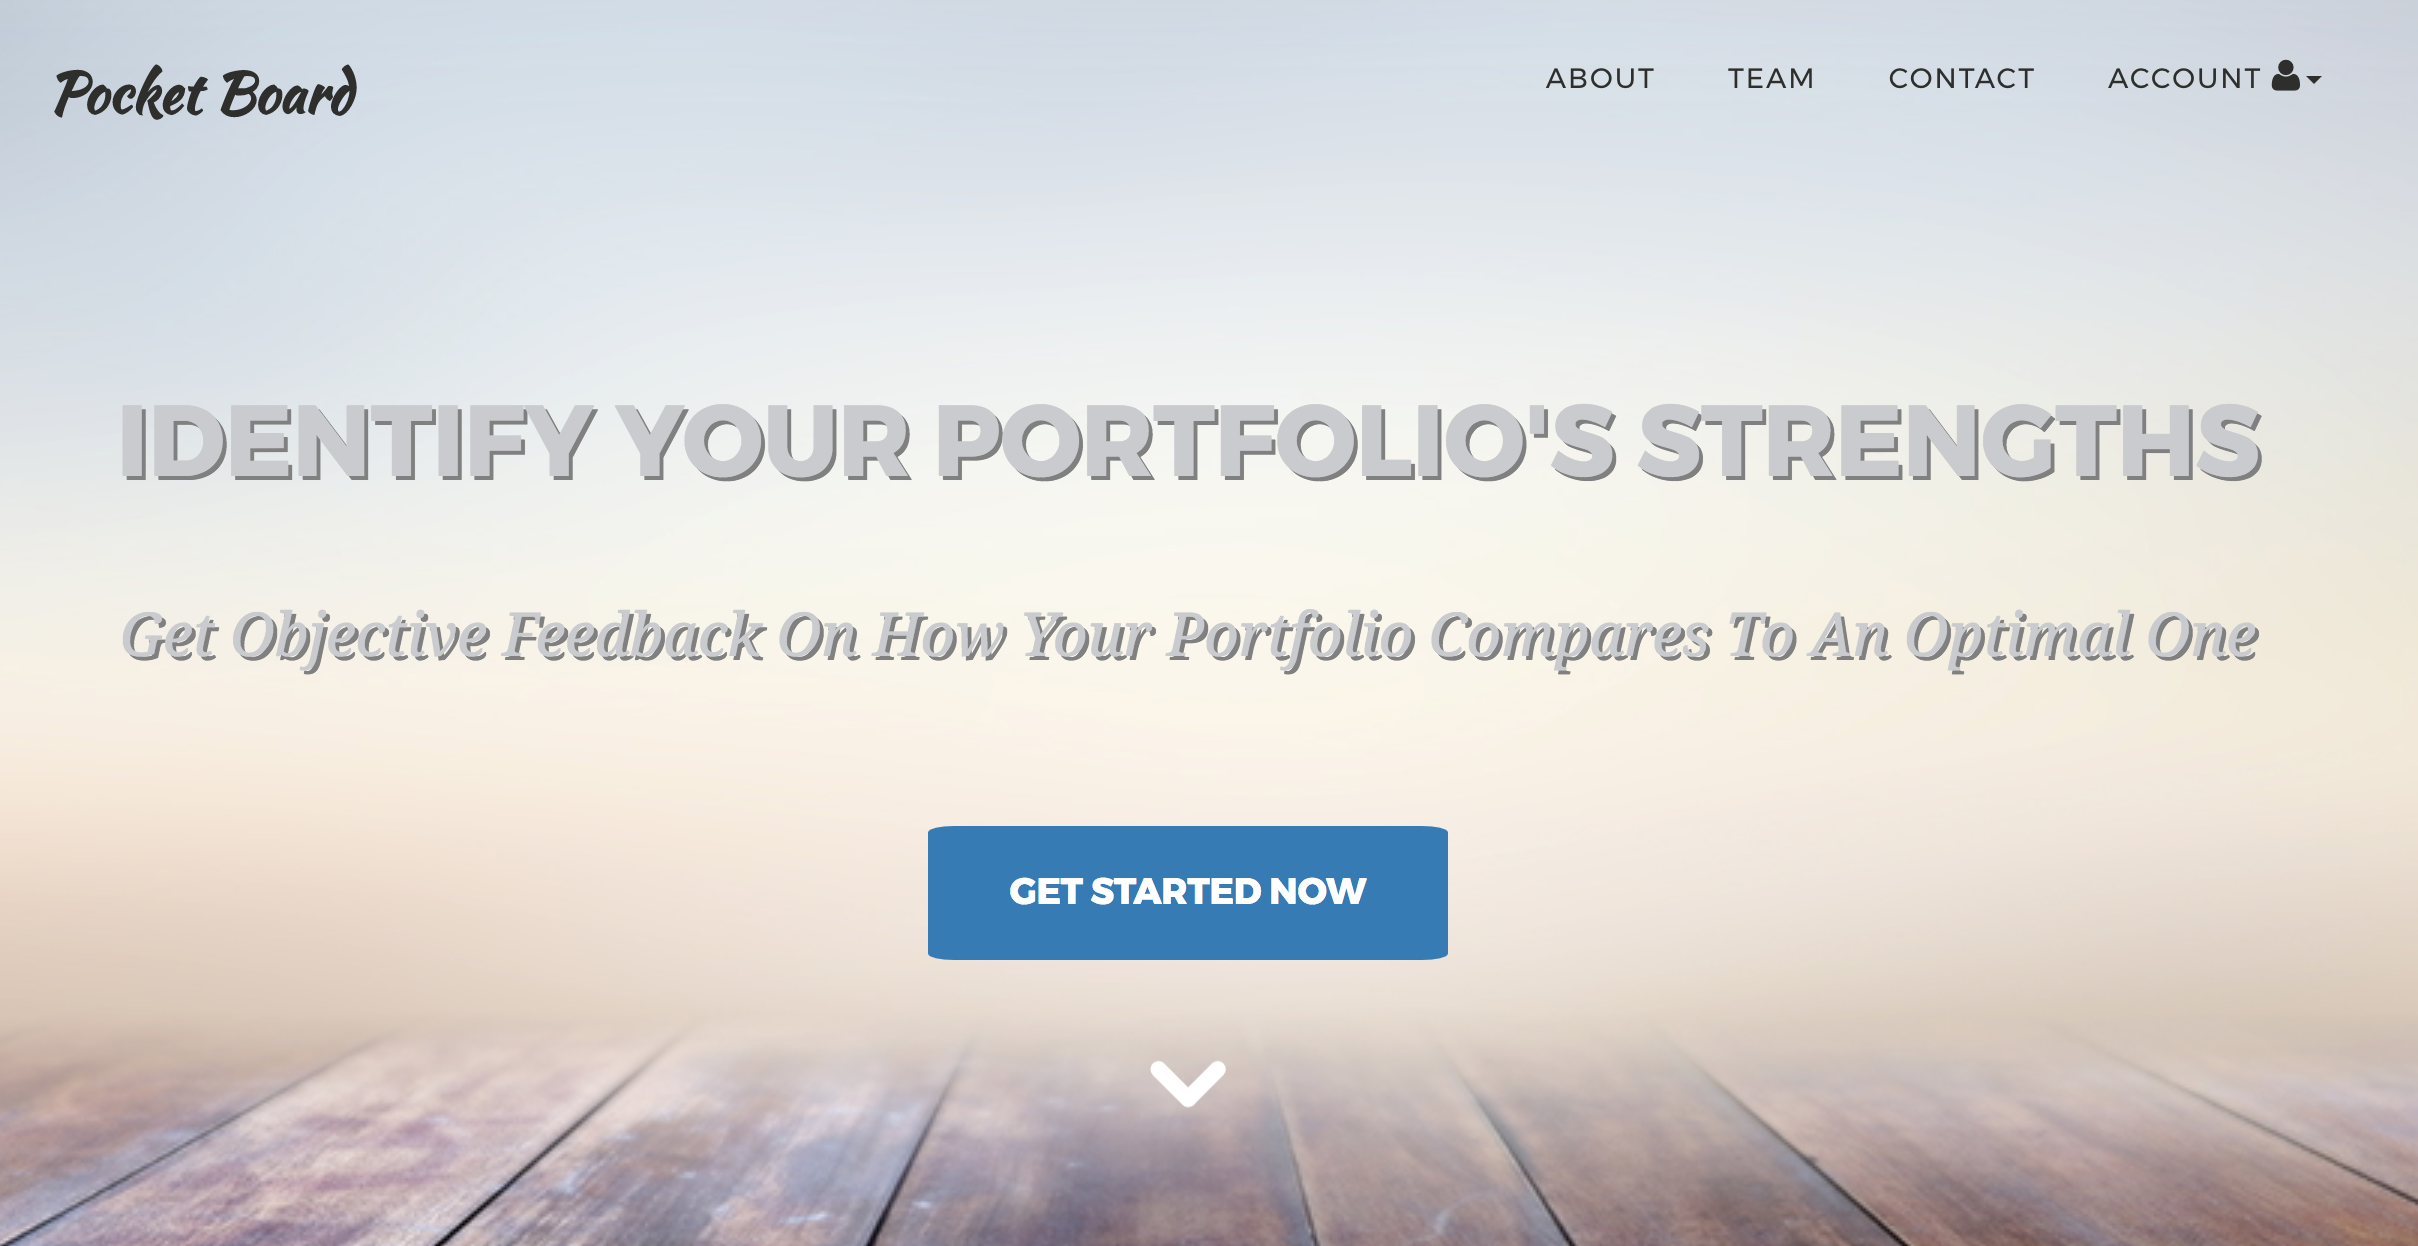 Pocket Board
ABOUT TEAM CONTACT ACCOUNT
IDENTIFY YOUR PORTFOLIO'S STRENGTHS
Get Objective Feedback On How Your Portfolio Compares To An Optimal One
GET STARTED NOW